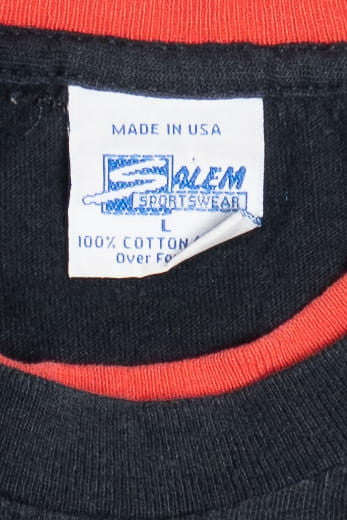 MADE IN USA
SALEM
SPORTSWEAR
L
100% COTTON
Over